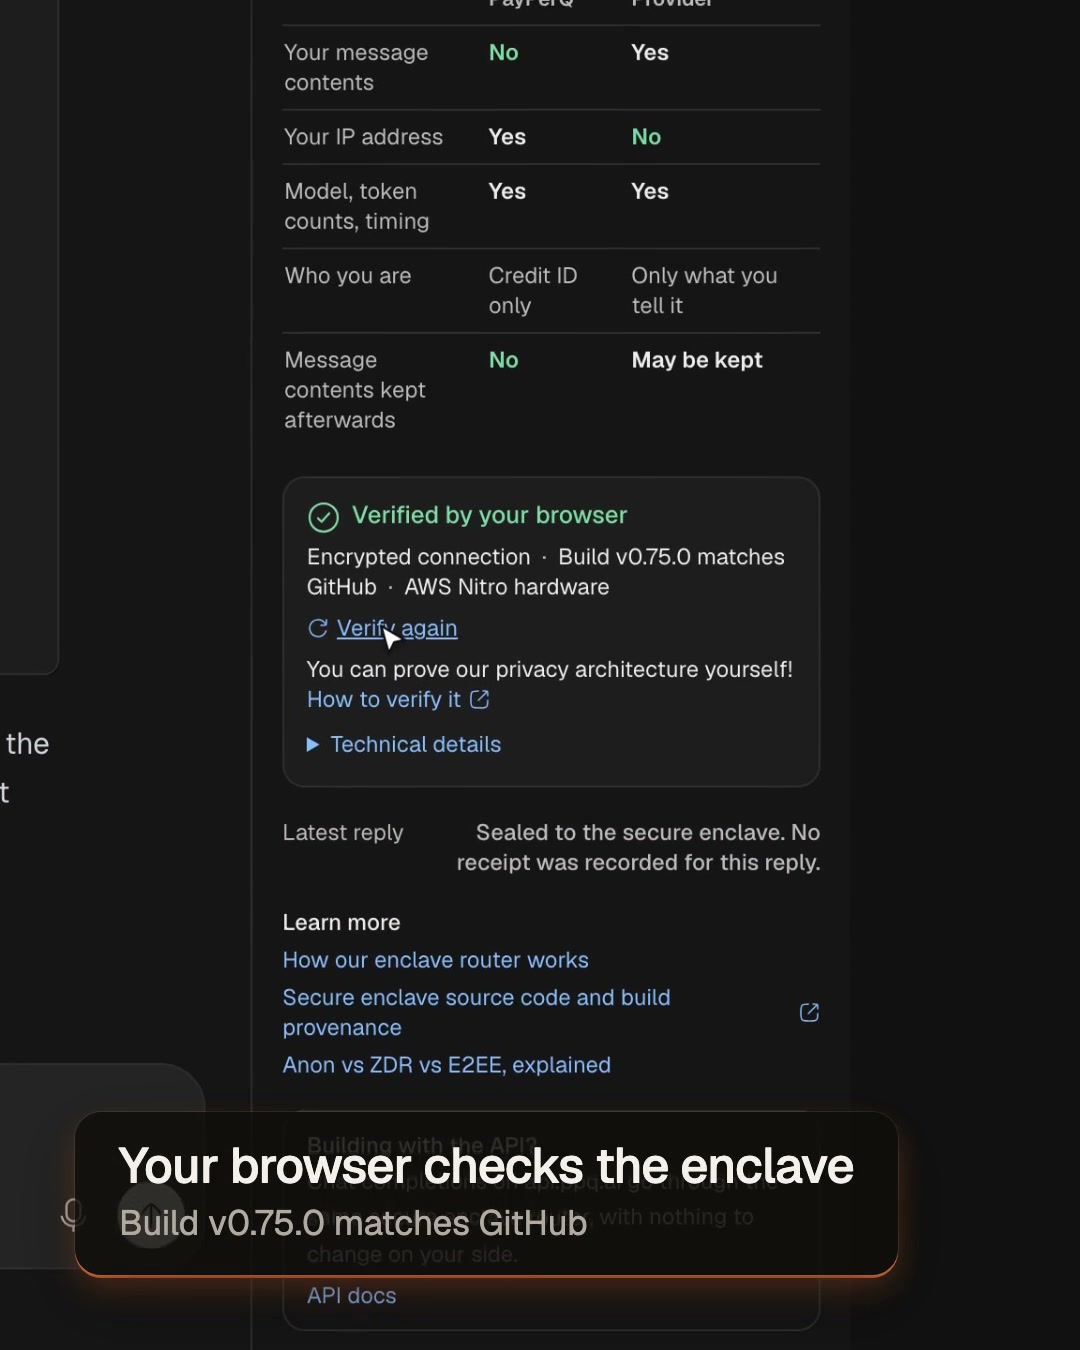 PayPerQ Provider
Your message contents No Yes
Your IP address Yes No
Model, token counts, timing Yes Yes
Who you are Credit ID only Only what you tell it
Message contents kept afterwards No May be kept
Verified by your browser
Encrypted connection · Build v0.75.0 matches
GitHub · AWS Nitro hardware
Verify again
You can prove our privacy architecture yourself!
How to verify it
Technical details
the
t
Latest reply Sealed to the secure enclave. No
receipt was recorded for this reply.
Learn more
How our enclave router works
Secure enclave source code and build
provenance
Anon vs ZDR vs E2EE, explained
Building with the API?
Your browser checks the enclave
Build v0.75.0 matches GitHub
with nothing to
change on your side.
API docs